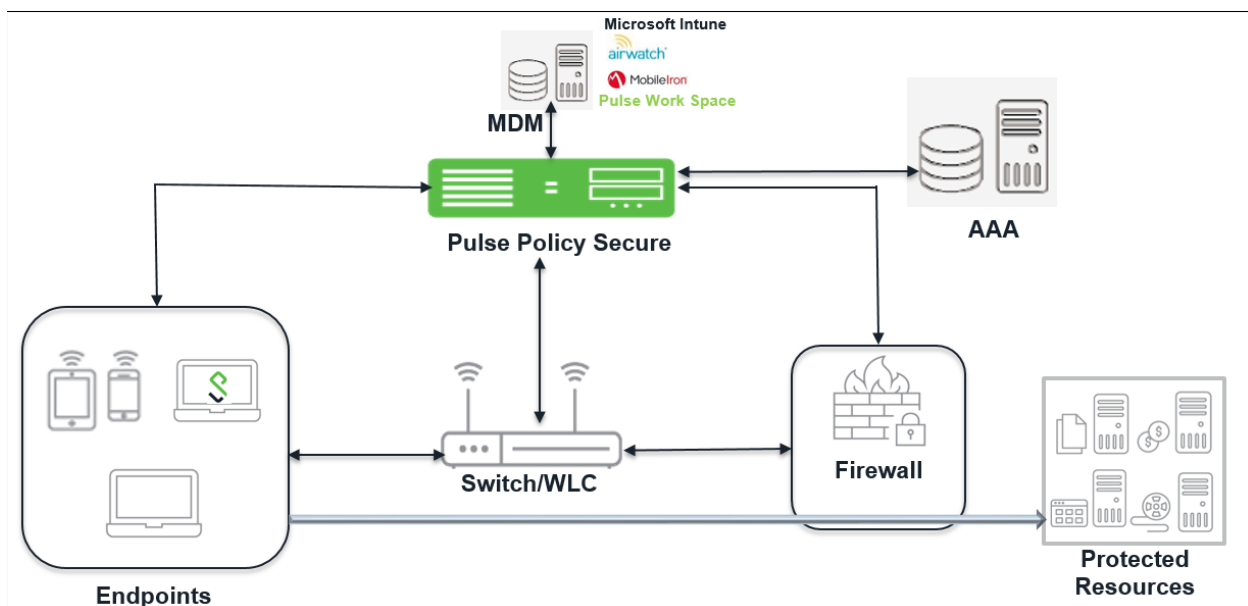 Microsoft Intune
airwatch
MobileIron
Pulse Work Space
MDM
AAA
Pulse Policy Secure
Switch/WLC
Firewall
Protected
Resources
Endpoints